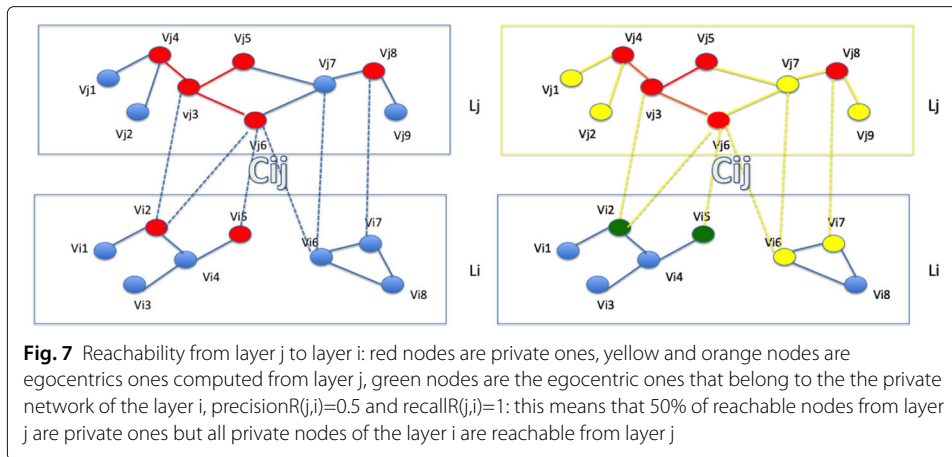 Vj4 Vj5 Vj7 Vj8
Vj1 vj3 Lj
Vj2 Vj6 Vj9
Cij
Vi2 Vi5 Vi6 Vi7
Vi1 Vi4 Li
Vi3 Vi8
Vj4 Vj5 Vj7 Vj8
Vj1 vj3 Lj
Vj2 Vj6 Vj9
Cij
Vi2 Vi5 Vi6 Vi7
Vi1 Vi4 Li
Vi3 Vi8
Fig. 7 Reachability from layer j to layer i: red nodes are private ones, yellow and orange nodes are
egocentrics ones computed from layer j, green nodes are the egocentric ones that belong to the the private
network of the layer i, precisionR(j,i)=0.5 and recallR(j,i)=1: this means that 50% of reachable nodes from layer
j are private ones but all private nodes of the layer i are reachable from layer j